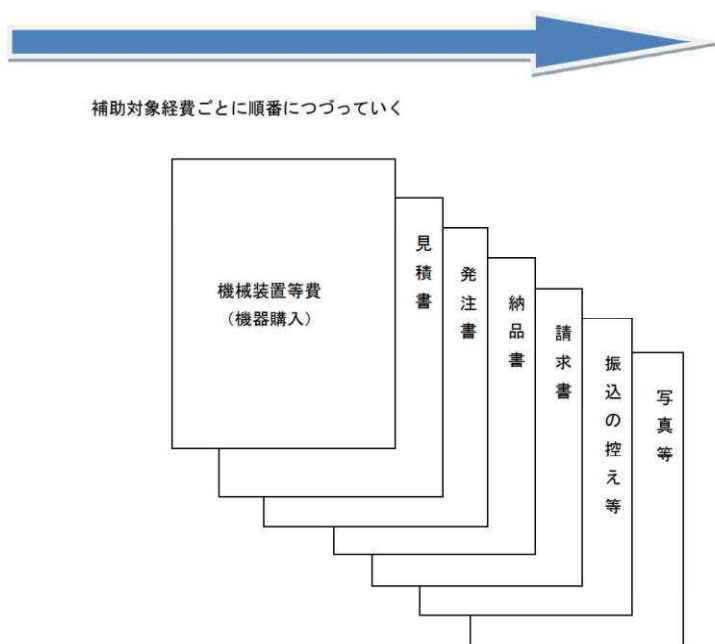 補助対象経費ごとに順番につづっていく
機械装置等費
（機器購入）
見積書
発注書
納品書
請求書
振込の控え等
写真等